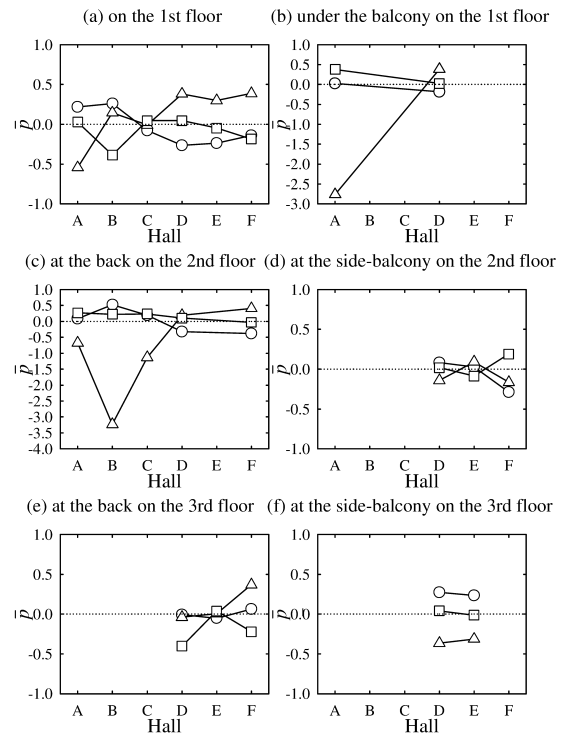 (a) on the 1st floor
1.0
0.5
0.0
-0.5
-1.0
p̅
A B C D E F
Hall
(b) under the balcony on the 1st floor
1.0
0.5
0.0
-0.5
-1.0
-1.5
-2.0
-2.5
-3.0
p̅
A B C D E F
Hall
(c) at the back on the 2nd floor
1.0
0.5
0.0
-0.5
-1.0
-1.5
-2.0
-2.5
-3.0
-3.5
-4.0
p̅
A B C D E F
Hall
(d) at the side-balcony on the 2nd floor
1.0
0.5
0.0
-0.5
-1.0
p̅
A B C D E F
Hall
(e) at the back on the 3rd floor
1.0
0.5
0.0
-0.5
-1.0
p̅
A B C D E F
Hall
(f) at the side-balcony on the 3rd floor
1.0
0.5
0.0
-0.5
-1.0
p̅
A B C D E F
Hall